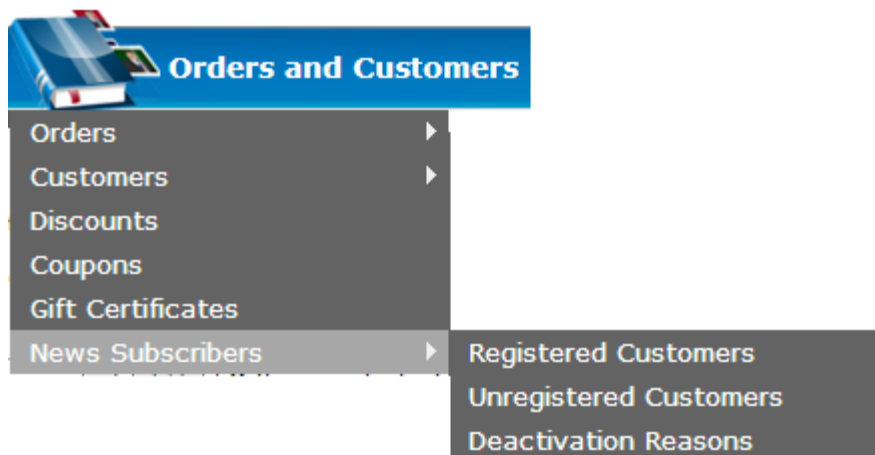 Orders and Customers
Orders
Customers
Discounts
Coupons
Gift Certificates
News Subscribers
Registered Customers
Unregistered Customers
Deactivation Reasons